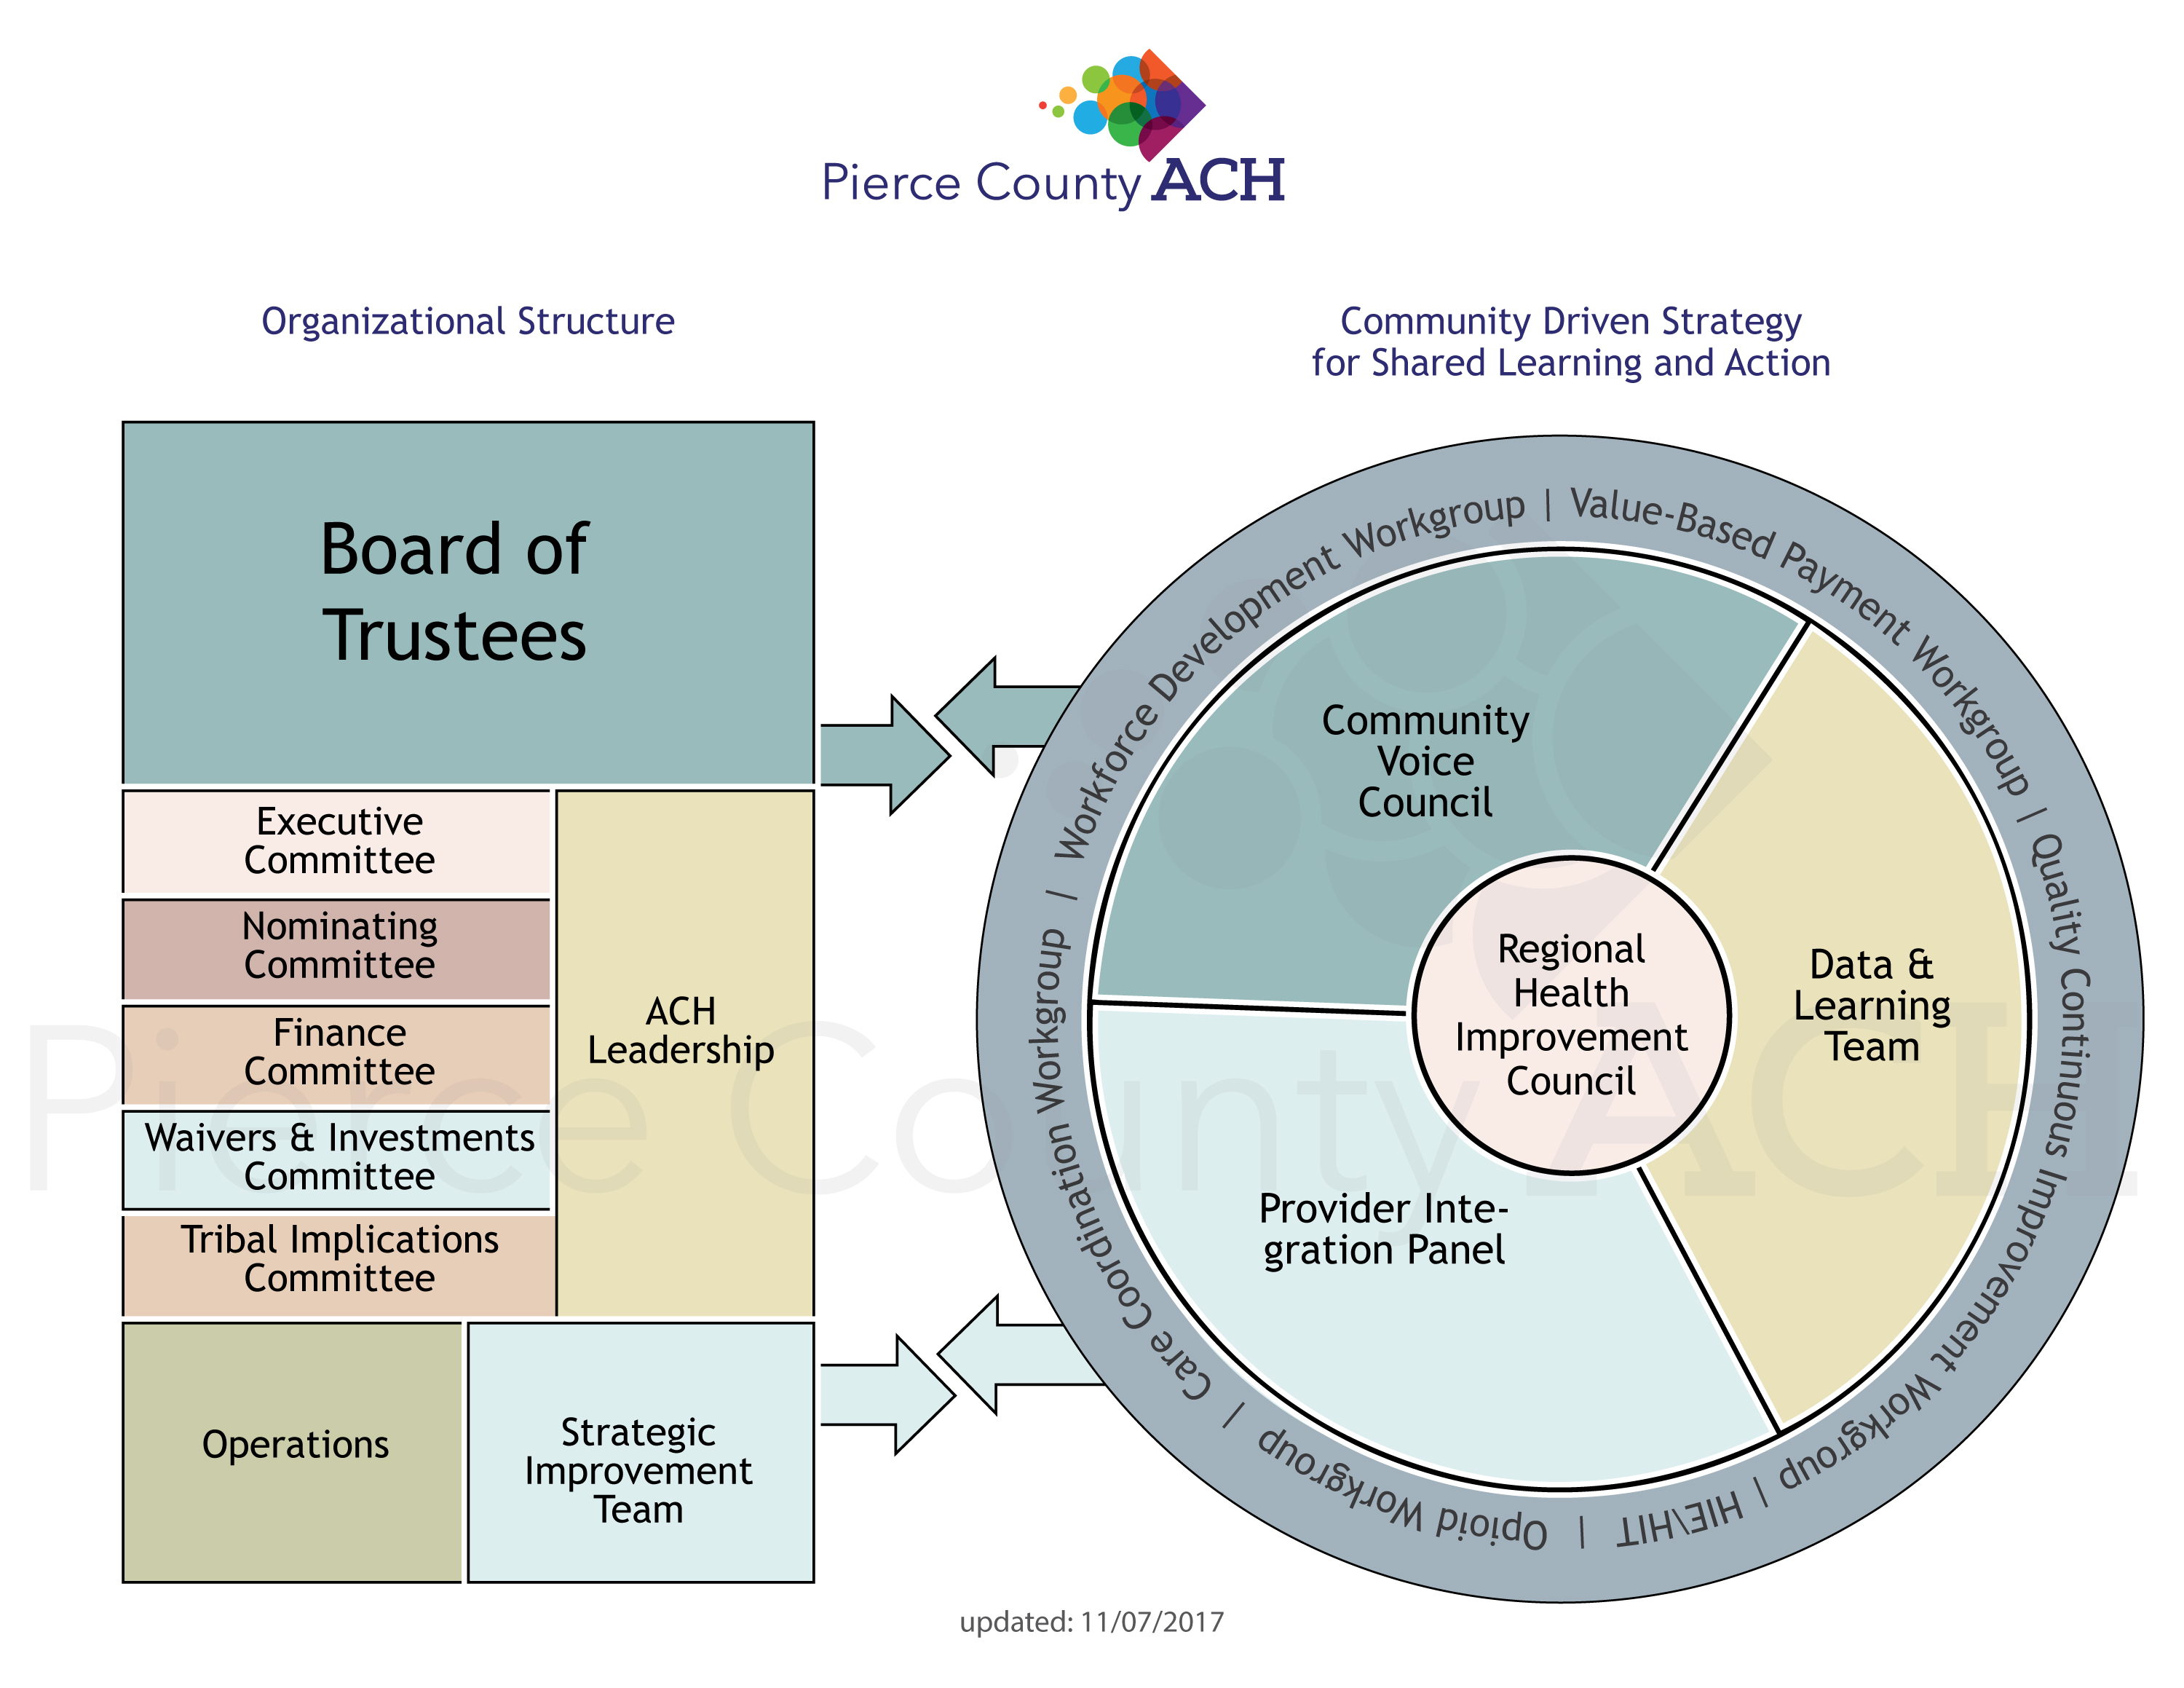 Pierce County ACH
Organizational Structure
Community Driven Strategy
for Shared Learning and Action
Board of
Trustees
Executive
Committee
Nominating
Committee
Finance
Committee
Waivers & Investments
Committee
Tribal Implications
Committee
ACH
Leadership
Operations
Strategic
Improvement
Team
Workforce Development Workgroup | Value-Based Payment Workgroup | Quality Continuous Improvement Workgroup | HIE/HIT | Opioid Workgroup | Care Coordination Workgroup |
Community
Voice
Council
Regional
Health
Improvement
Council
Data &
Learning
Team
Provider Inte-
gration Panel
Pierce County ACH
updated: 11/07/2017